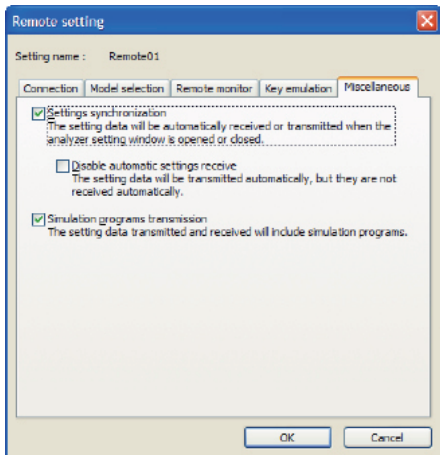 Remote setting
Setting name : Remote01
Connection Model selection Remote monitor Key emulation Miscellaneous
Settings synchronization
The setting data will be automatically received or transmitted when the
analyzer setting window is opened or closed.
Disable automatic settings receive
The setting data will be transmitted automatically, but they are not
received automatically.
Simulation programs transmission
The setting data transmitted and received will include simulation programs.
OK Cancel